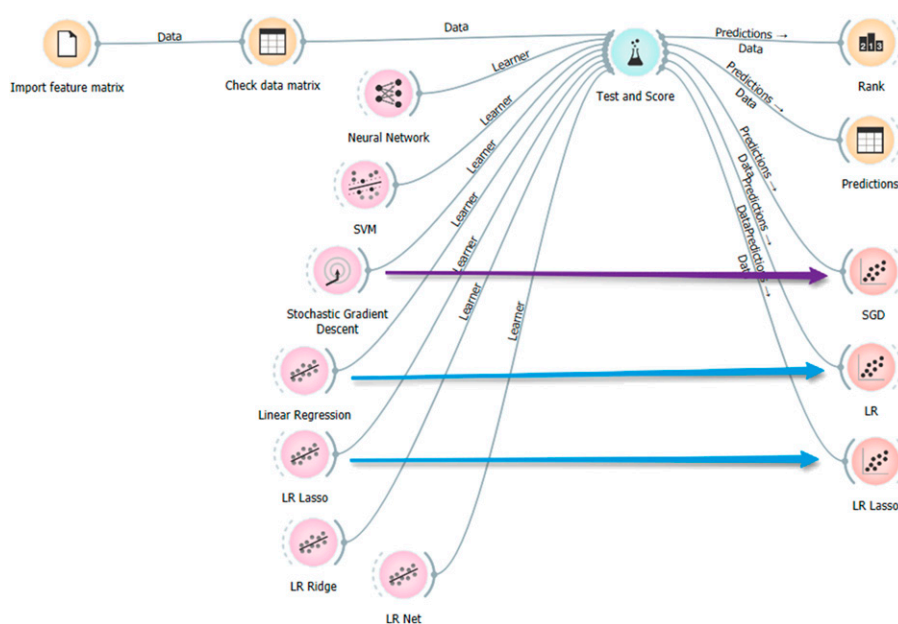 Data
Data
Predictions →
Data
Import feature matrix
Check data matrix
Test and Score
Rank
Learner
Neural Network
Predictions →
Data
Predictions
Learner
SVM
Learner
Predictions →
Data
Stochastic Gradient
Descent
Learner
Predictions →
Data
SGD
Linear Regression
Learner
Predictions →
Data
LR
LR Lasso
Learner
LR Lasso
LR Ridge
Learner
LR Net